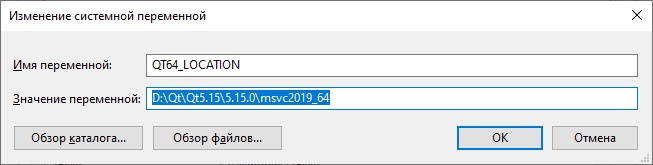 Изменение системной переменной
Имя переменной: QT64_LOCATION
Значение переменной: D:\Qt\Qt5.15\5.15.0\msvc2019_64
Обзор каталога... Обзор файлов... OK Отмена